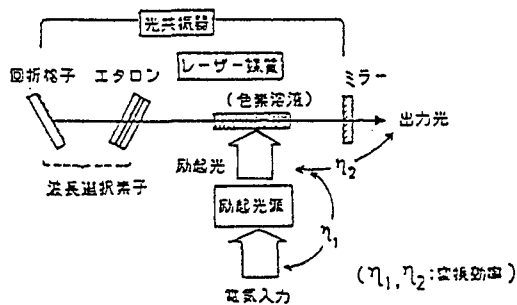 光共振器
回折格子
エタロン
レーザー媒質
(色素溶液)
ミラー
出力光
波長選択素子
励起光
η2
励起光源
η1
電気入力
(η1, η2:変換効率)